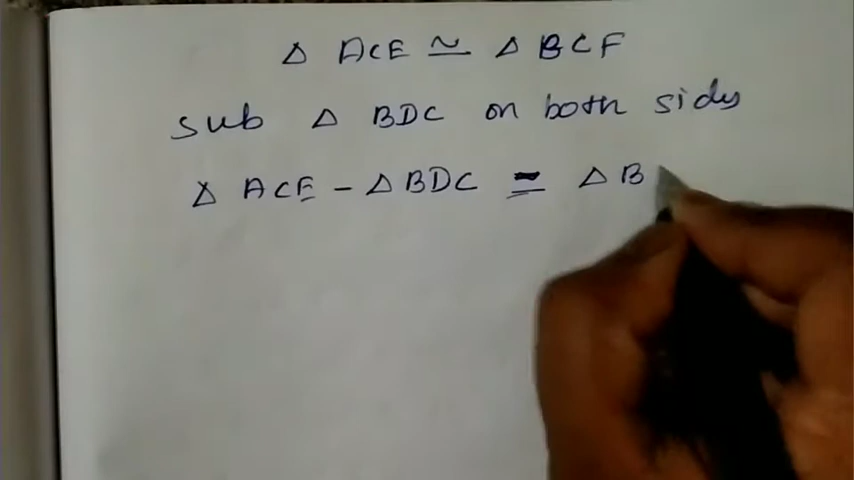 Δ ACE ≅ Δ BCF
sub Δ BDC on both sides
Δ ACE - Δ BDC = Δ B